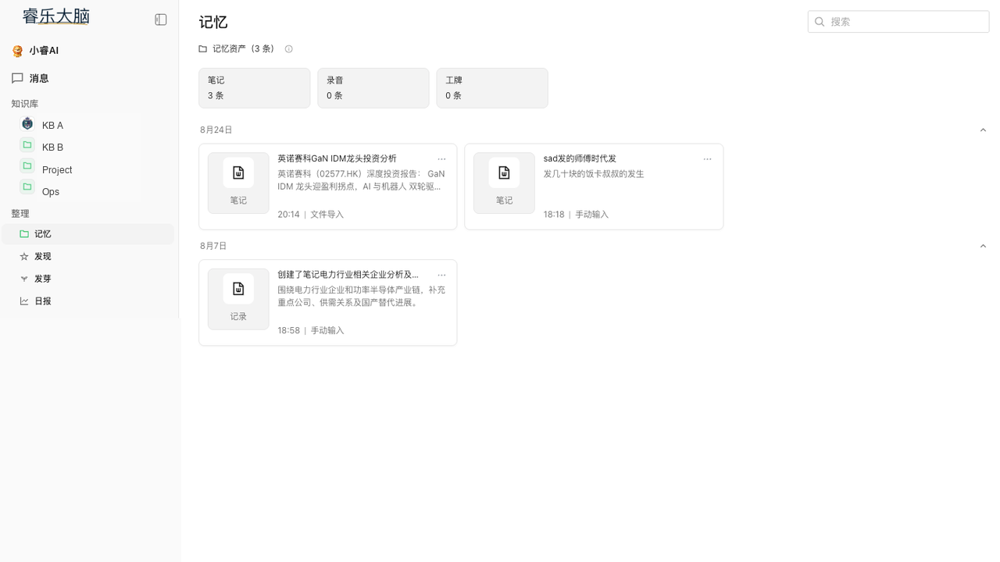 睿乐大脑
小睿AI
消息
知识库
KB A
KB B
Project
Ops
整理
记忆
发现
发芽
日报
记忆
搜索
记忆资产（3 条）
笔记
3 条
录音
0 条
工牌
0 条
8月24日
英诺赛科GaN IDM龙头投资分析
英诺赛科（02577.HK）深度投资报告： GaN
IDM 龙头迎盈利拐点，AI 与机器人 双轮驱...
笔记
20:14 | 文件导入
sad发的师傅时代发
发几十块的饭卡叔叔的发生
笔记
18:18 | 手动输入
8月7日
创建了笔记电力行业相关企业分析及...
围绕电力行业企业和功率半导体产业链，补充
重点公司、供需关系及国产替代进展。
记录
18:58 | 手动输入